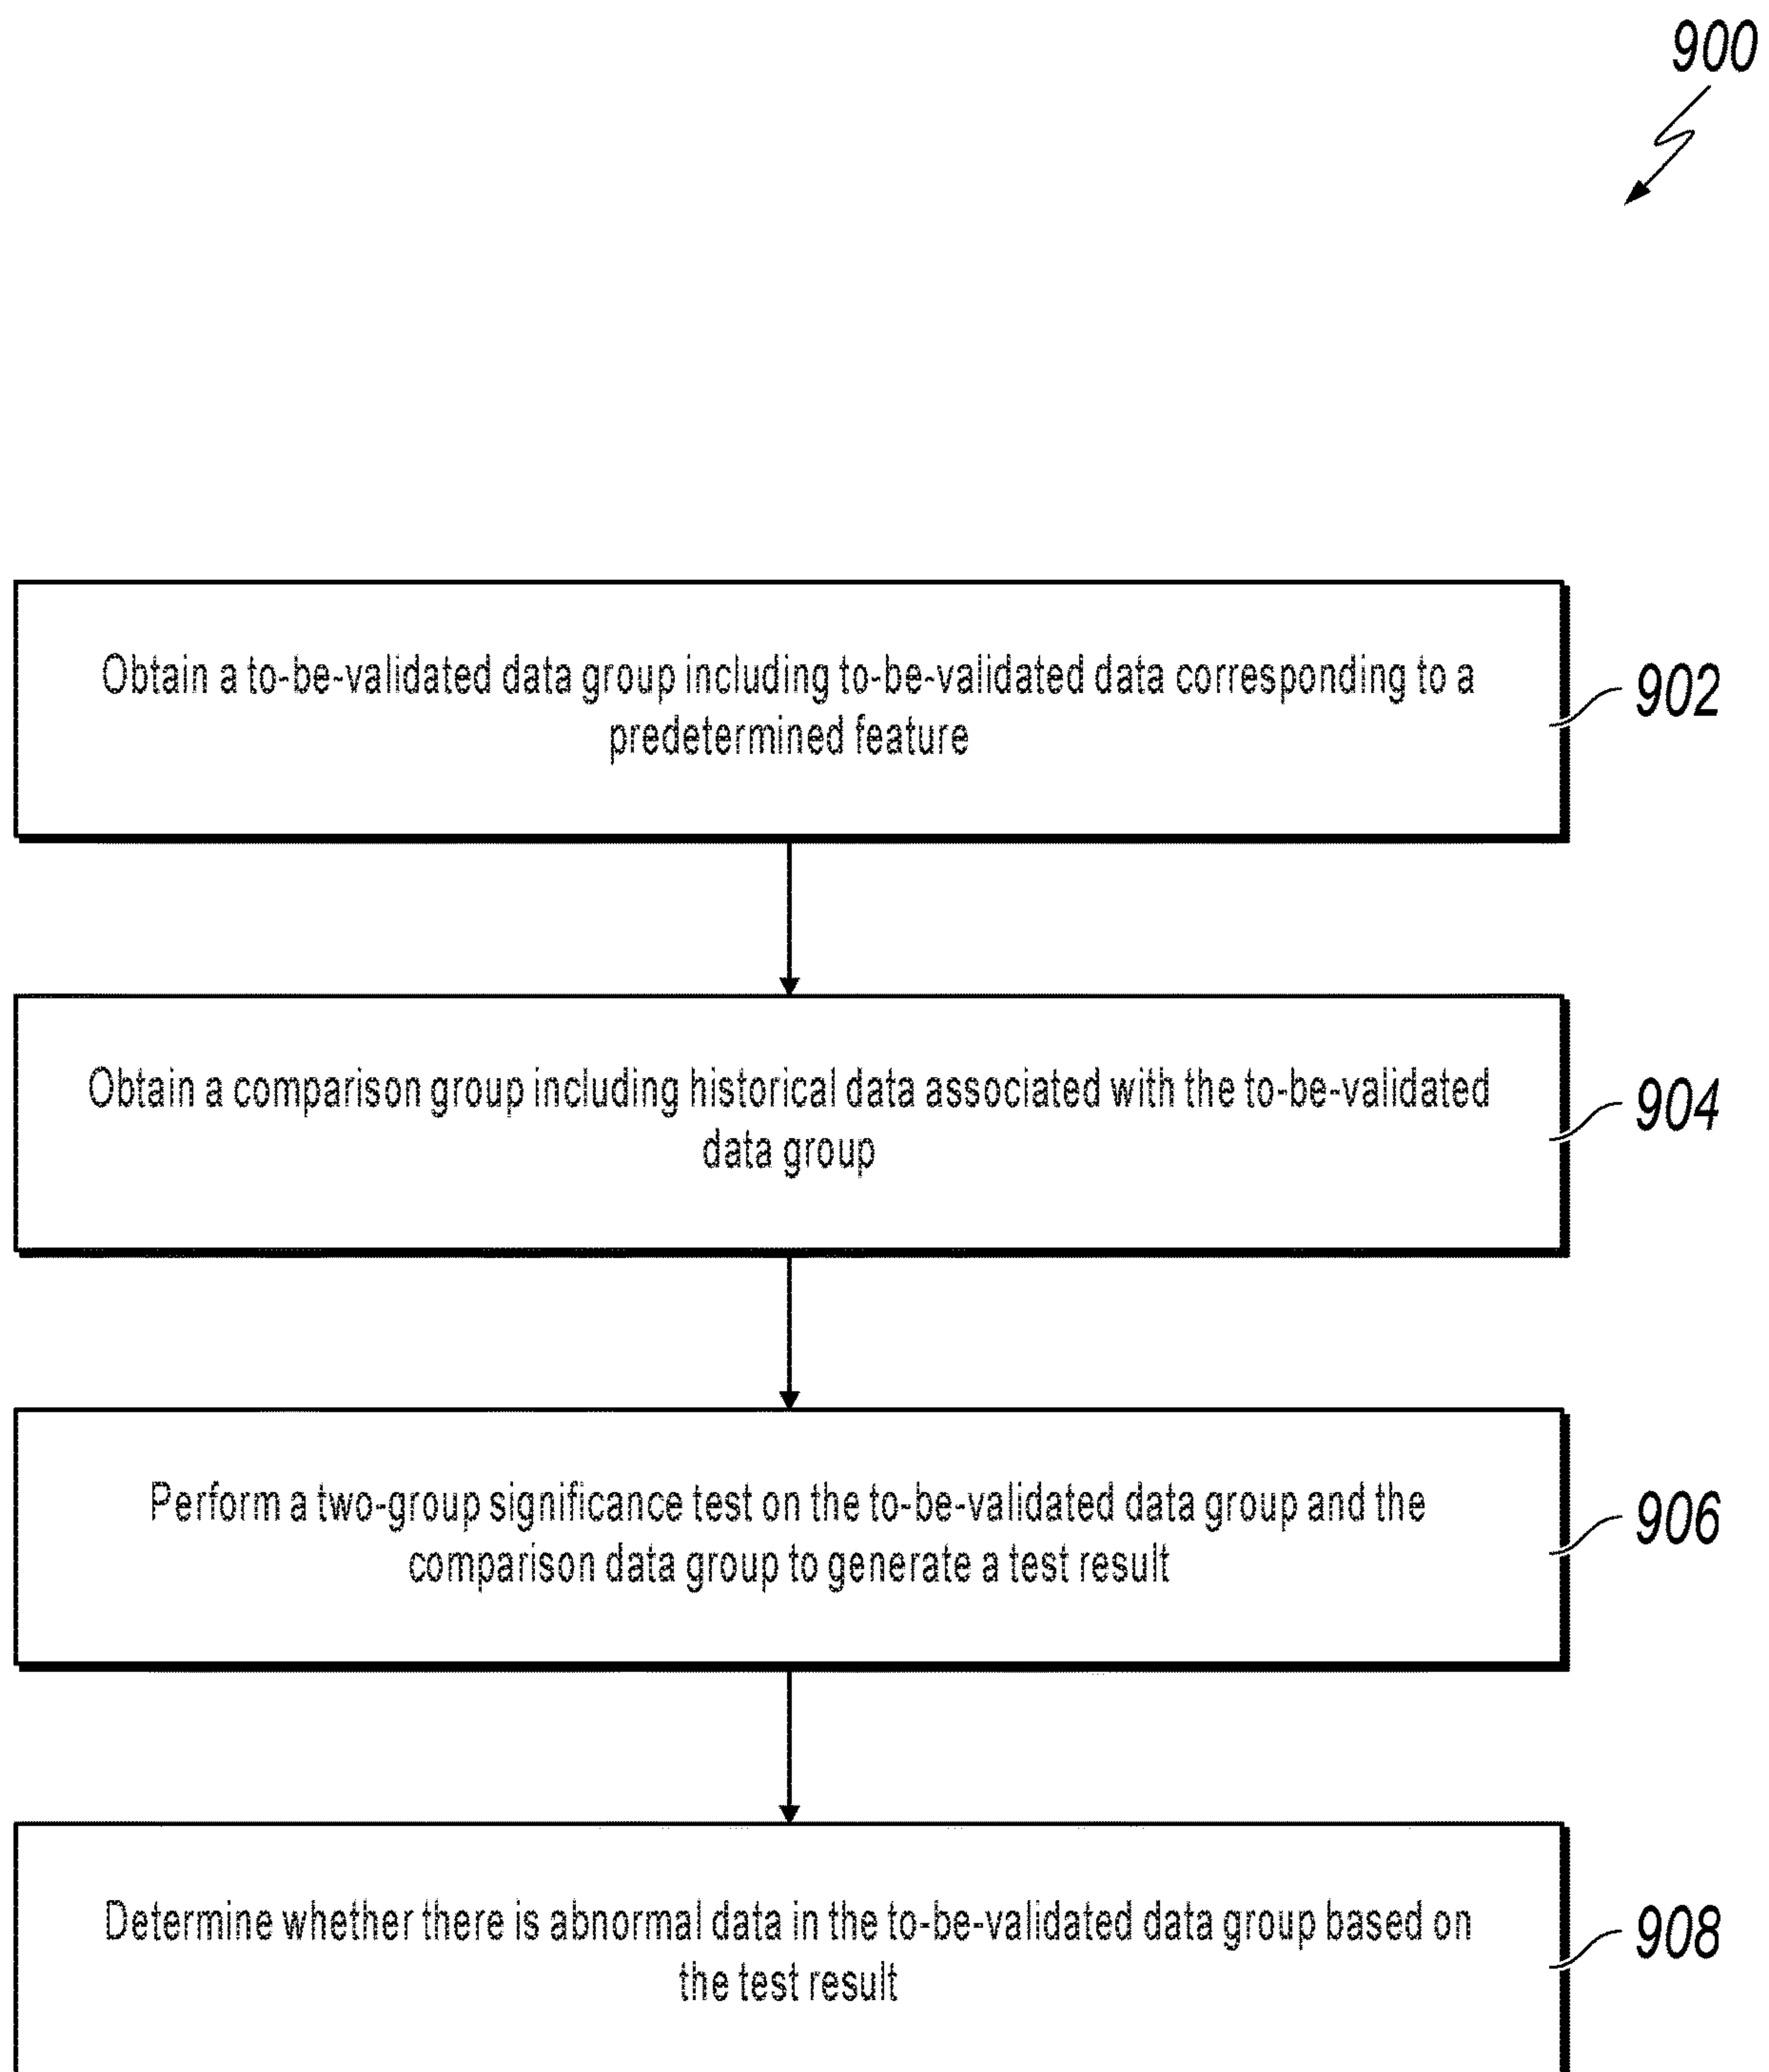 900
Obtain a to-be-validated data group including to-be-validated data corresponding to a
predetermined feature
902
Obtain a comparison group including historical data associated with the to-be-validated
data group
904
Perform a two-group significance test on the to-be-validated data group and the
comparison data group to generate a test result
906
Determine whether there is abnormal data in the to-be-validated data group based on
the test result
908